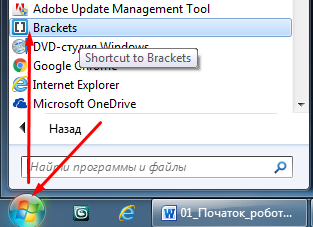 Adobe Update Management Tool
Brackets
DVD-студия Windows
Shortcut to Brackets
Google Chrome
Internet Explorer
Microsoft OneDrive
Назад
Найти программы и файлы
01_Початок_робот...